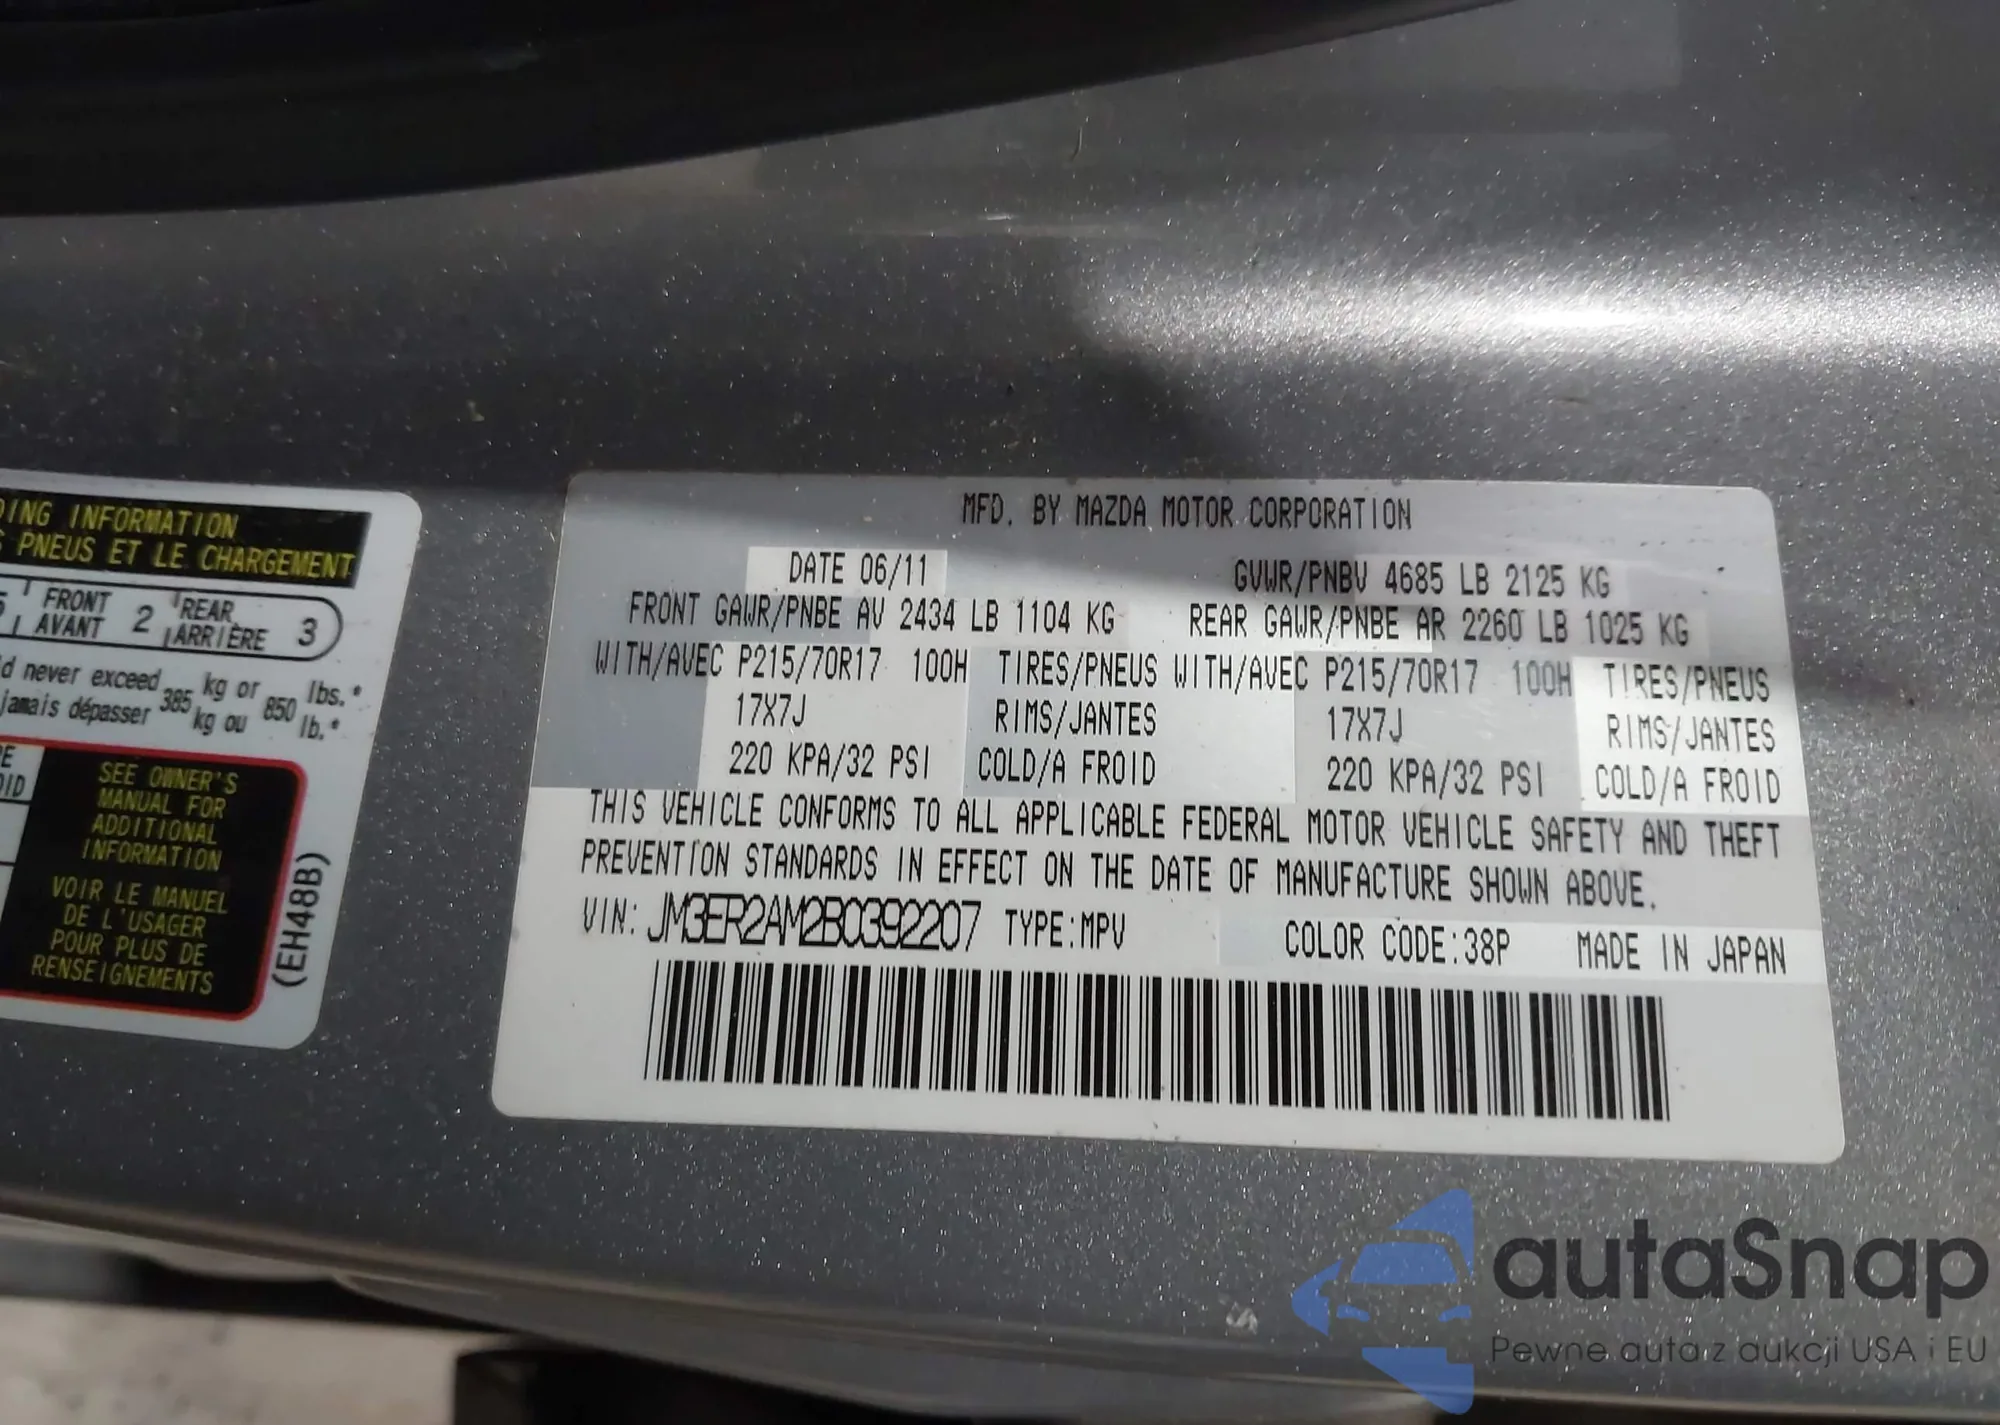 DING INFORMATION
S PNEUS ET LE CHARGEMENT
5 FRONT 2 REAR 3
AVANT ARRIÈRE
d never exceed 385 kg or 850 lbs.*
jamais dépasser kg ou lb.*
SEE OWNER'S
MANUAL FOR
ADDITIONAL
INFORMATION
VOIR LE MANUEL
DE L'USAGER
POUR PLUS DE
RENSEIGNEMENTS
(EH48B)
MFD. BY MAZDA MOTOR CORPORATION
DATE 06/11 GVWR/PNBV 4685 LB 2125 KG
FRONT GAWR/PNBE AV 2434 LB 1104 KG REAR GAWR/PNBE AR 2260 LB 1025 KG
WITH/AVEC P215/70R17 100H TIRES/PNEUS WITH/AVEC P215/70R17 100H TIRES/PNEUS
17X7J RIMS/JANTES 17X7J RIMS/JANTES
220 KPA/32 PSI COLD/A FROID 220 KPA/32 PSI COLD/A FROID
THIS VEHICLE CONFORMS TO ALL APPLICABLE FEDERAL MOTOR VEHICLE SAFETY AND THEFT
PREVENTION STANDARDS IN EFFECT ON THE DATE OF MANUFACTURE SHOWN ABOVE.
VIN: JM3ER2AM2B0392207 TYPE:MPV COLOR CODE:38P MADE IN JAPAN
autaSnap
Pewne auta z aukcji USA i EU